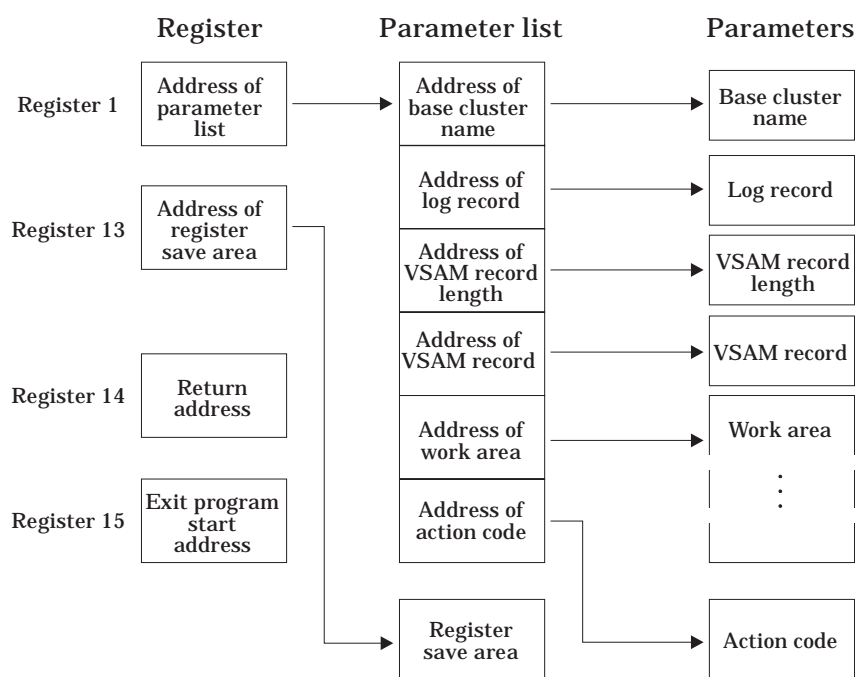 Register
Parameter list
Parameters
Register 1
Address of
parameter
list
Address of
base cluster
name
Base cluster
name
Address of
log record
Log record
Register 13
Address of
register
save area
Address of
VSAM record
length
VSAM record
length
Address of
VSAM record
VSAM record
Register 14
Return
address
Address of
work area
Work area
Register 15
Exit program
start
address
Address of
action code
Register
save area
Action code